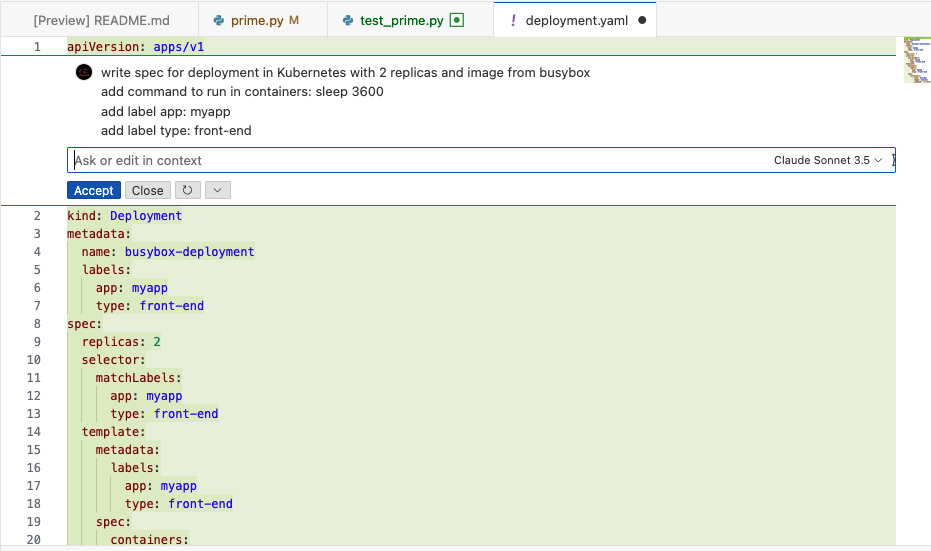 [Preview] README.md prime.py M test_prime.py ! deployment.yaml
1 apiVersion: apps/v1
write spec for deployment in Kubernetes with 2 replicas and image from busybox
add command to run in containers: sleep 3600
add label app: myapp
add label type: front-end
Ask or edit in context Claude Sonnet 3.5
Accept Close
2 kind: Deployment
3 metadata:
4 name: busybox-deployment
5 labels:
6 app: myapp
7 type: front-end
8 spec:
9 replicas: 2
10 selector:
11 matchLabels:
12 app: myapp
13 type: front-end
14 template:
15 metadata:
16 labels:
17 app: myapp
18 type: front-end
19 spec:
20 containers: